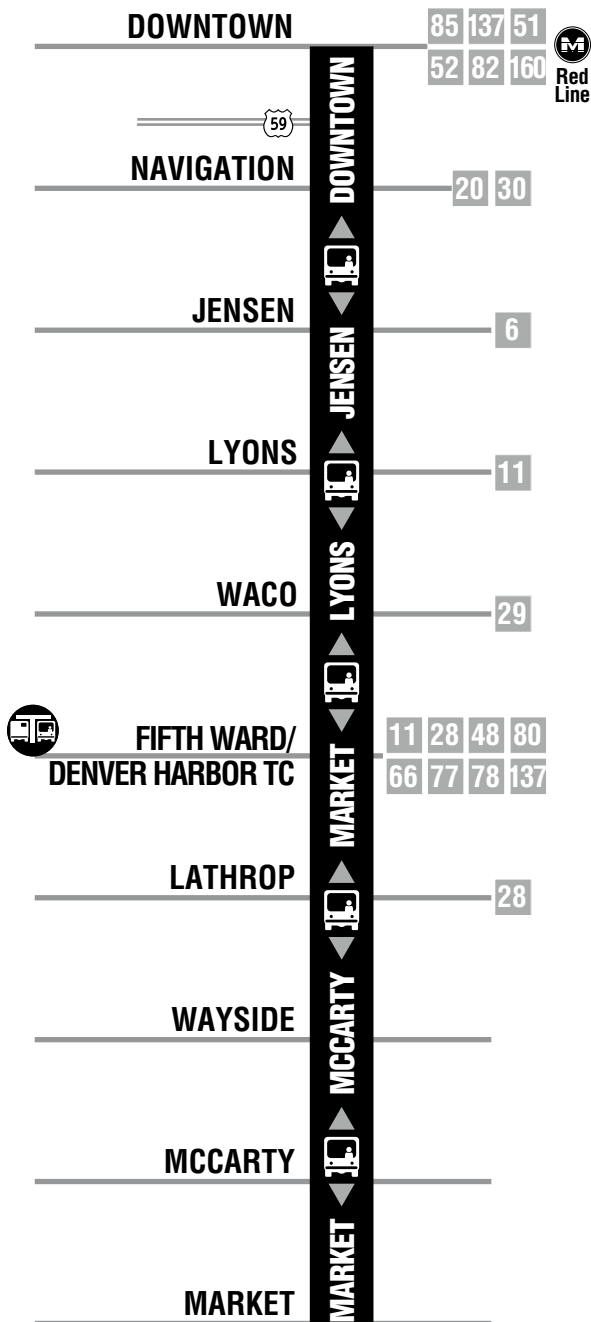 DOWNTOWN
85 137 51
52 82 160
M
Red
Line
DOWNTOWN
59
NAVIGATION
20 30
JENSEN
6
JENSEN
LYONS
11
LYONS
WACO
29
FIFTH WARD/
DENVER HARBOR TC
11 28 48 80
66 77 78 137
MARKET
LATHROP
28
WAYSIDE
MCCARTY
MCCARTY
MARKET
MARKET